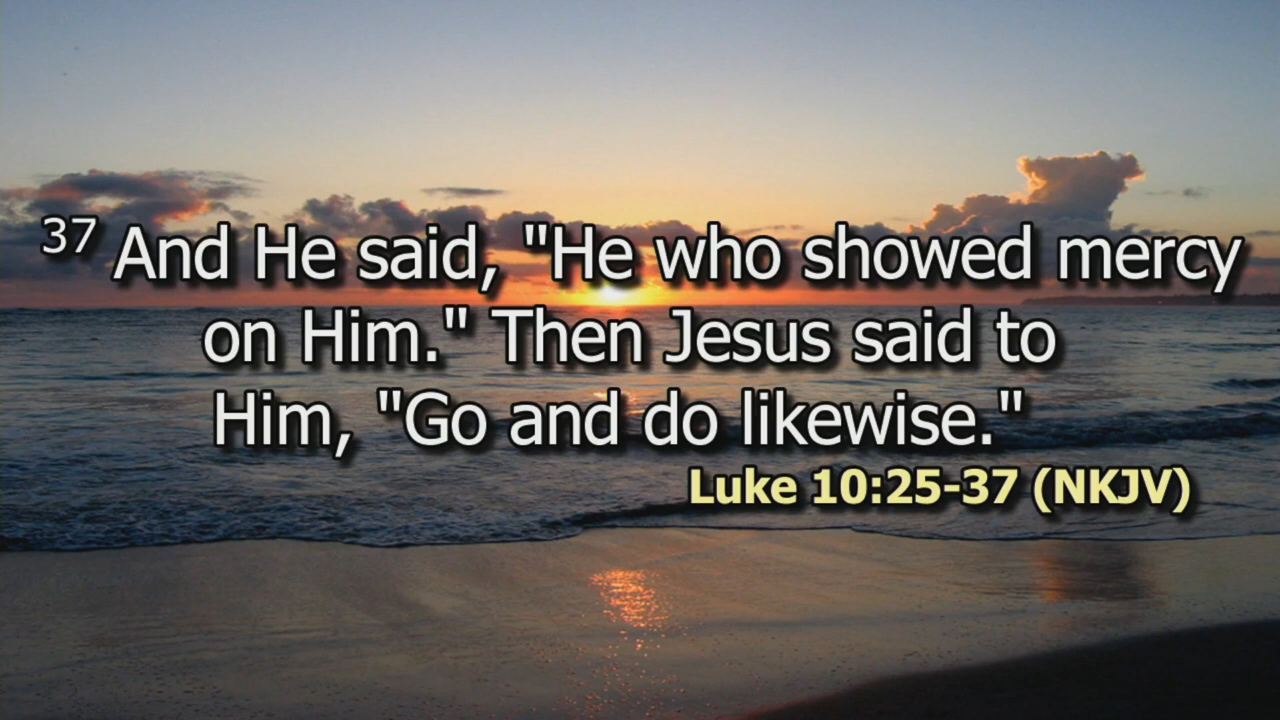 37 And He said, "He who showed mercy
on Him." Then Jesus said to
Him, "Go and do likewise."
Luke 10:25-37 (NKJV)